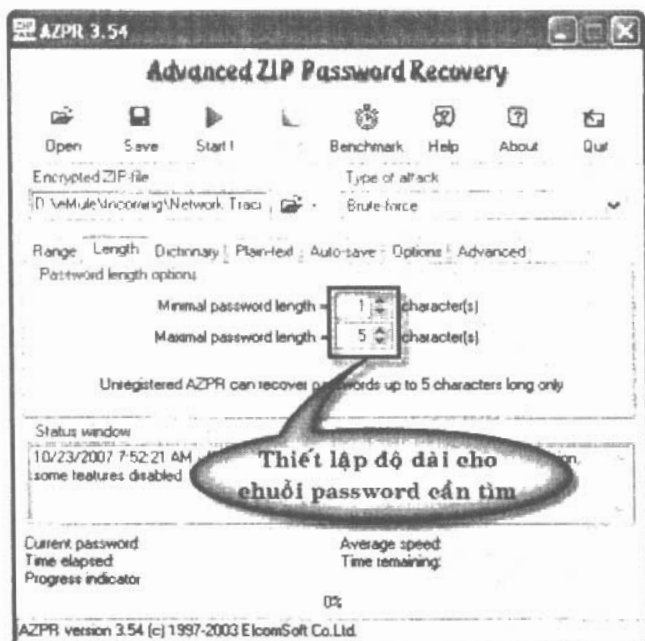 AZPR 3.54
Advanced ZIP Password Recovery
Open Save Start! Benchmark Help About Quit
Encrypted ZIP-file Type of attack
D:\eMule\Incoming\Network Traci Brute-force
Range Length Dictionary Plain-text Auto-save Options Advanced
Password length options
Minimal password length = 1 character(s)
Maximal password length = 5 character(s)
Unregistered AZPR can recover passwords up to 5 characters long only
Status window
10/23/2007 7:52:21 AM
some features disabled
Thiết lập độ dài cho
chuỗi password cần tìm
Current password: Average speed:
Time elapsed: Time remaining:
Progress indicator
0%
AZPR version 3.54 (c) 1997-2003 ElcomSoft Co.Ltd.